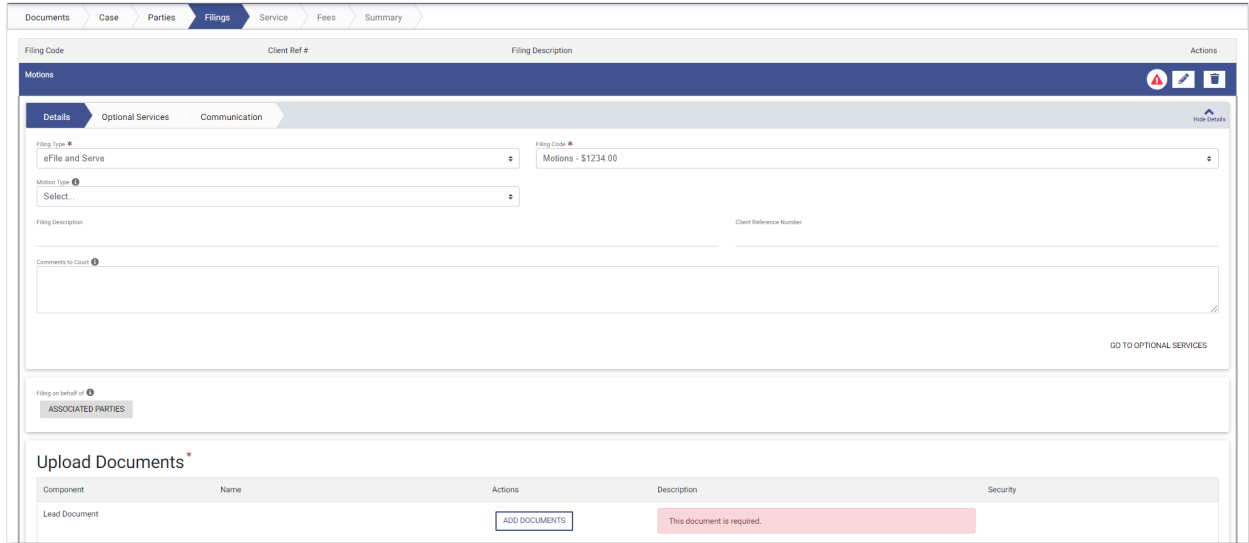 Documents Case Parties Filings Service Fees Summary
Filing Code Client Ref # Filing Description Actions
Motions
Details Optional Services Communication Hide Details
Filing Type * Filing Code *
eFile and Serve Motions - $1234.00
Motion Type
Select...
Filing Description Client Reference Number
Comments to Court
GO TO OPTIONAL SERVICES
Filing on behalf of
ASSOCIATED PARTIES
Upload Documents*
Component Name Actions Description Security
Lead Document ADD DOCUMENTS This document is required.